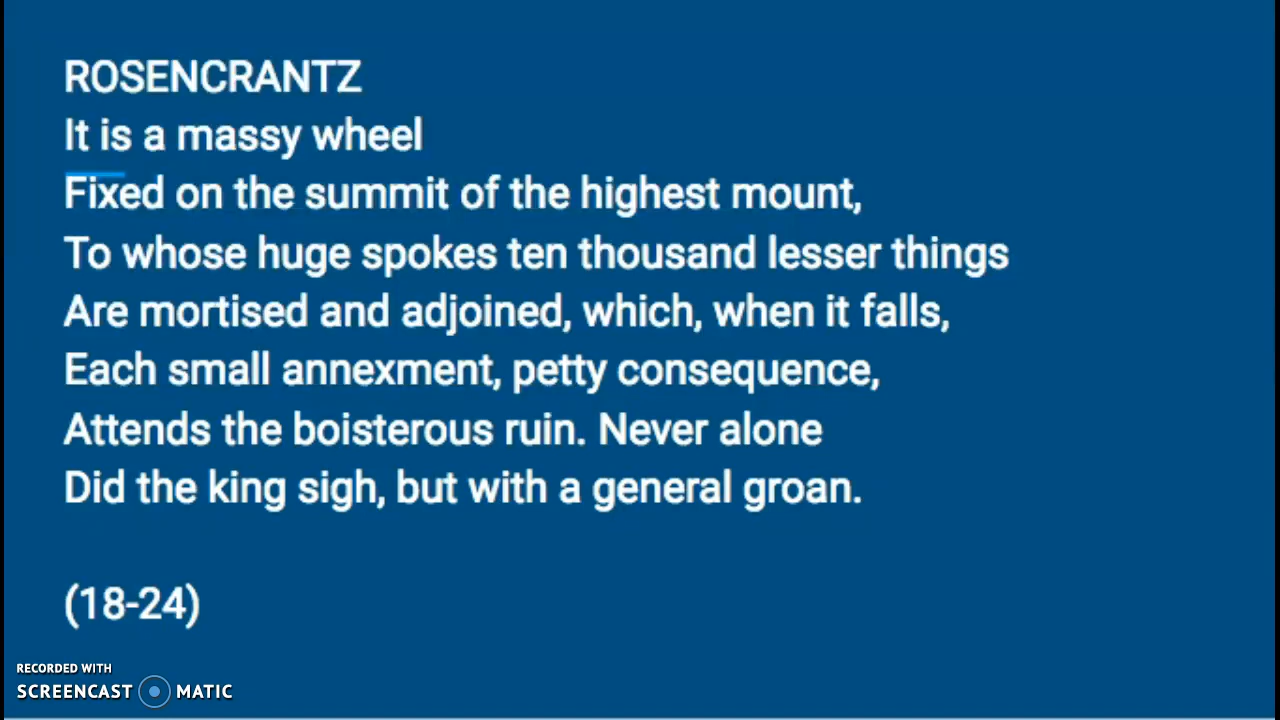 ROSENCRANTZ
It is a massy wheel
Fixed on the summit of the highest mount,
To whose huge spokes ten thousand lesser things
Are mortised and adjoined, which, when it falls,
Each small annexment, petty consequence,
Attends the boisterous ruin. Never alone
Did the king sigh, but with a general groan.
(18-24)
RECORDED WITH
SCREENCAST MATIC